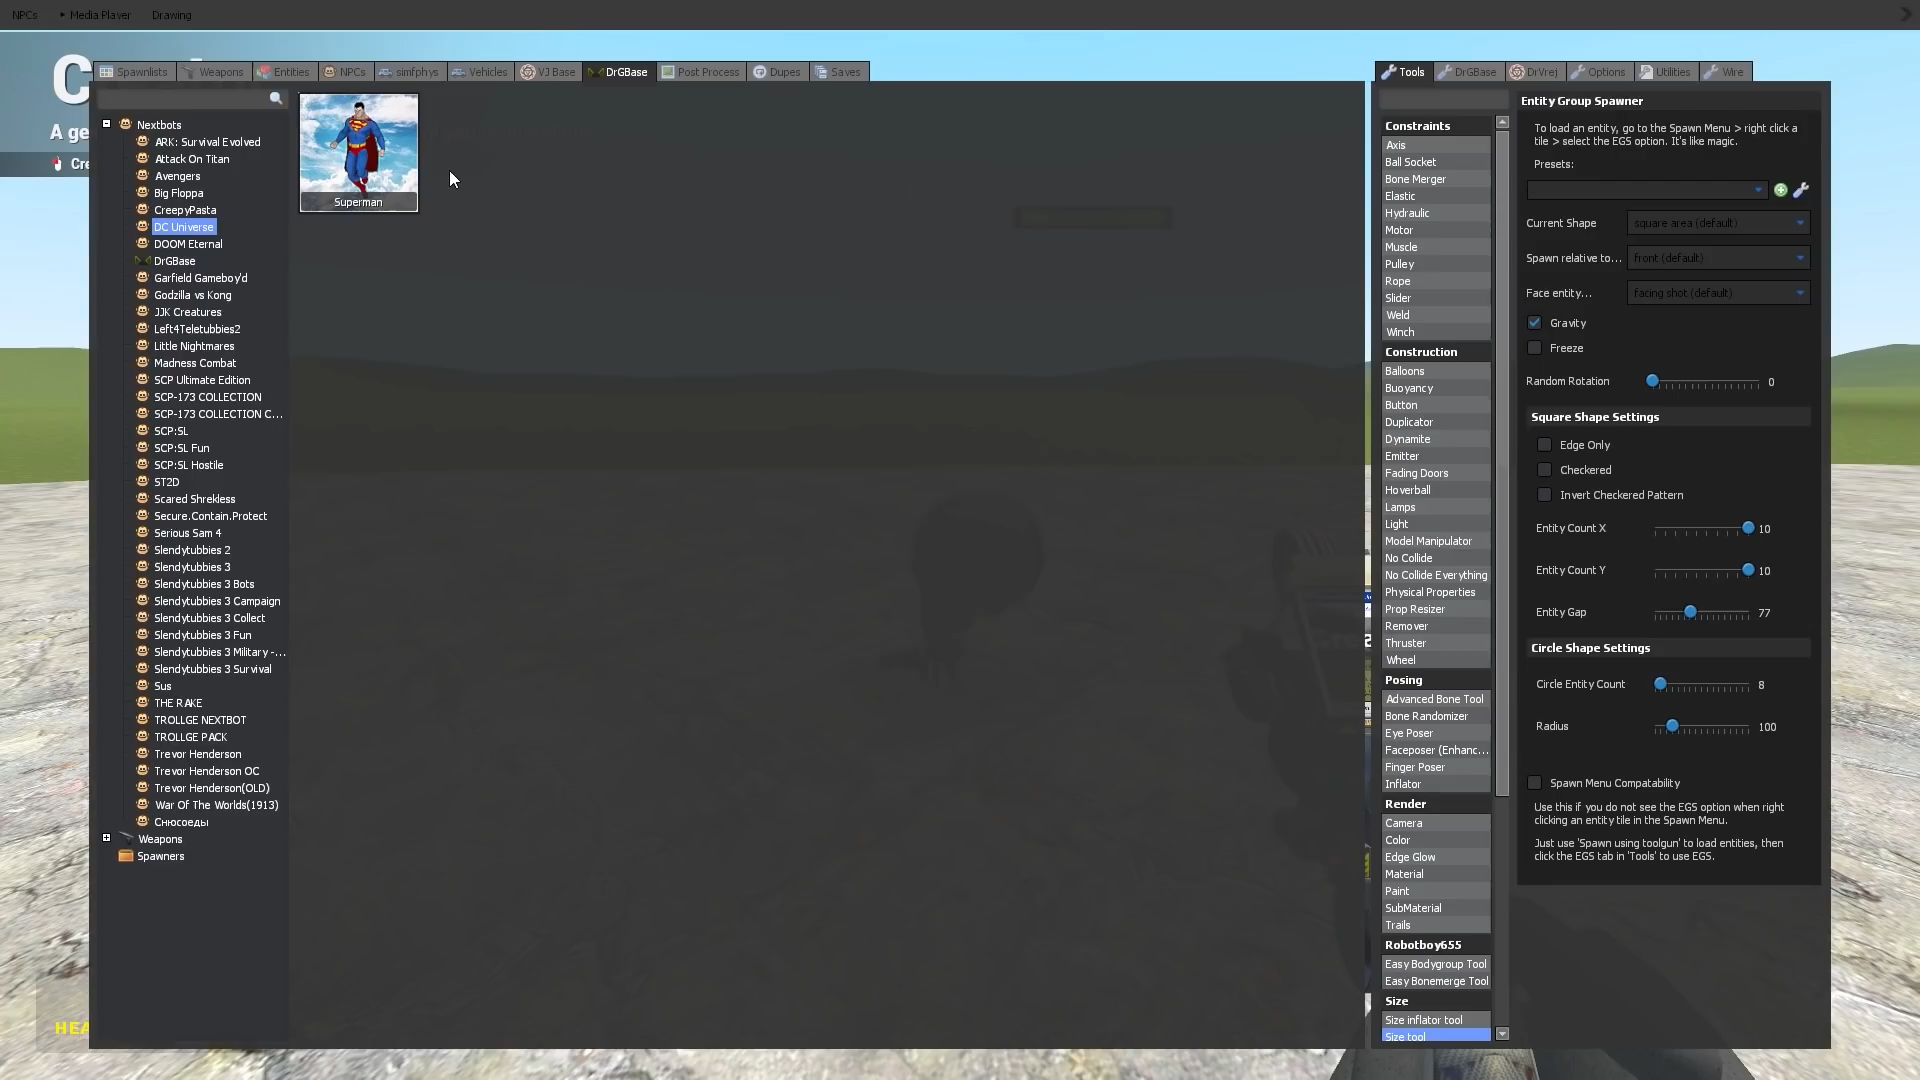 NPCs
Media Player
Drawing
C
A ge
Cre
Spawnlists
Weapons
Entities
NPCs
simfphys
Vehicles
VJ Base
DrGBase
Post Process
Dupes
Saves
Nextbots
ARK: Survival Evolved
Attack On Titan
Avengers
Big Floppa
CreepyPasta
DC Universe
DOOM Eternal
DrGBase
Garfield Gameboy'd
Godzilla vs Kong
JJK Creatures
Left4Teletubbies2
Little Nightmares
Madness Combat
SCP Ultimate Edition
SCP-173 COLLECTION
SCP-173 COLLECTION C...
SCP:SL
SCP:SL Fun
SCP:SL Hostile
ST2D
Scared Shrekless
Secure.Contain.Protect
Serious Sam 4
Slendytubbies 2
Slendytubbies 3
Slendytubbies 3 Bots
Slendytubbies 3 Campaign
Slendytubbies 3 Collect
Slendytubbies 3 Fun
Slendytubbies 3 Military -...
Slendytubbies 3 Survival
Sus
THE RAKE
TROLLGE NEXTBOT
TROLLGE PACK
Trevor Henderson
Trevor Henderson OC
Trevor Henderson(OLD)
War Of The Worlds(1913)
Снюсоеды
Weapons
Spawners
HEA
Superman
Tools
DrGBase
DrVrej
Options
Utilities
Wire
Constraints
Axis
Ball Socket
Bone Merger
Elastic
Hydraulic
Motor
Muscle
Pulley
Rope
Slider
Weld
Winch
Construction
Balloons
Buoyancy
Button
Duplicator
Dynamite
Emitter
Fading Doors
Hoverball
Lamps
Light
Model Manipulator
No Collide
No Collide Everything
Physical Properties
Prop Resizer
Remover
Thruster
Wheel
Posing
Advanced Bone Tool
Bone Randomizer
Eye Poser
Faceposer (Enhanc...
Finger Poser
Inflator
Render
Camera
Color
Edge Glow
Material
Paint
SubMaterial
Trails
Robotboy655
Easy Bodygroup Tool
Easy Bonemerge Tool
Size
Size inflator tool
Size tool
Entity Group Spawner
To load an entity, go to the Spawn Menu > right click a
tile > select the EGS option. It's like magic.
Presets:
Current Shape
square area (default)
Spawn relative to...
front (default)
Face entity...
facing shot (default)
Gravity
Freeze
Random Rotation
0
Square Shape Settings
Edge Only
Checkered
Invert Checkered Pattern
Entity Count X
10
Entity Count Y
10
Entity Gap
77
Circle Shape Settings
Circle Entity Count
8
Radius
100
Spawn Menu Compatability
Use this if you do not see the EGS option when right
clicking an entity tile in the Spawn Menu.
Just use 'Spawn using toolgun' to load entities, then
click the EGS tab in 'Tools' to use EGS.